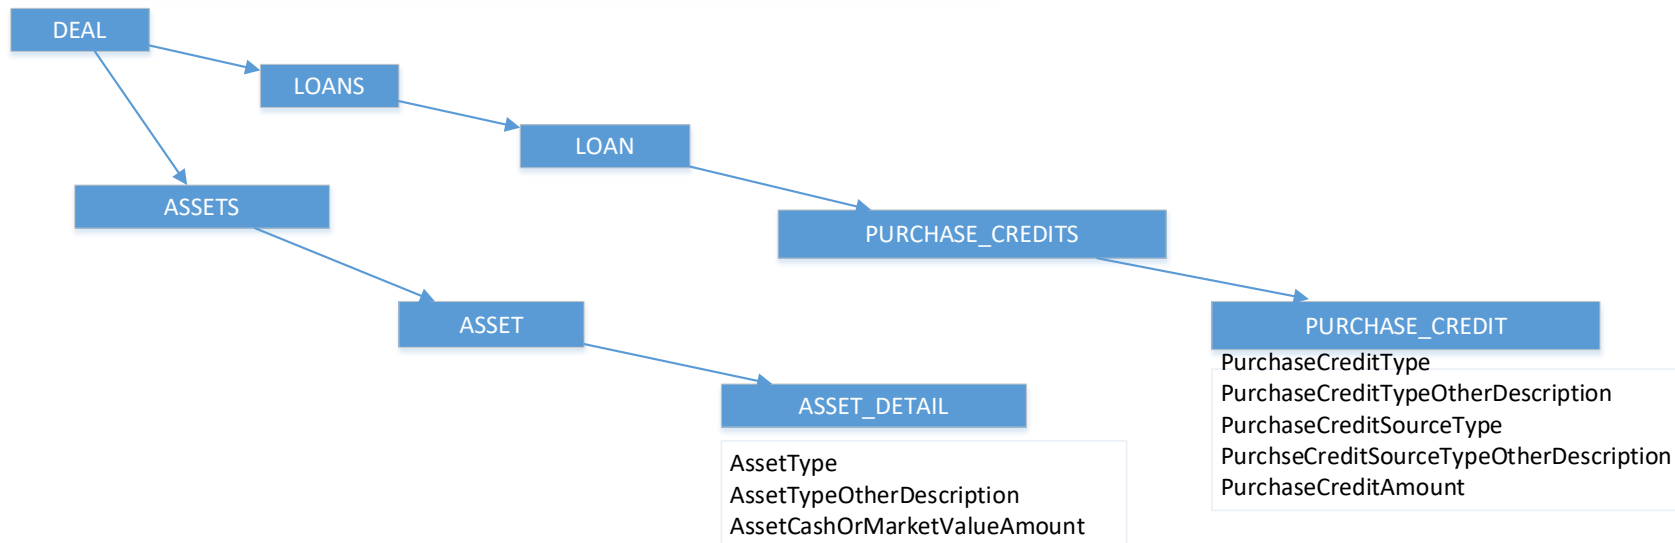 DEAL
LOANS
LOAN
ASSETS
PURCHASE_CREDITS
ASSET
PURCHASE_CREDIT
PurchaseCreditType
PurchaseCreditTypeOtherDescription
PurchaseCreditSourceType
PurchseCreditSourceTypeOtherDescription
PurchaseCreditAmount
ASSET_DETAIL
AssetType
AssetTypeOtherDescription
AssetCashOrMarketValueAmount